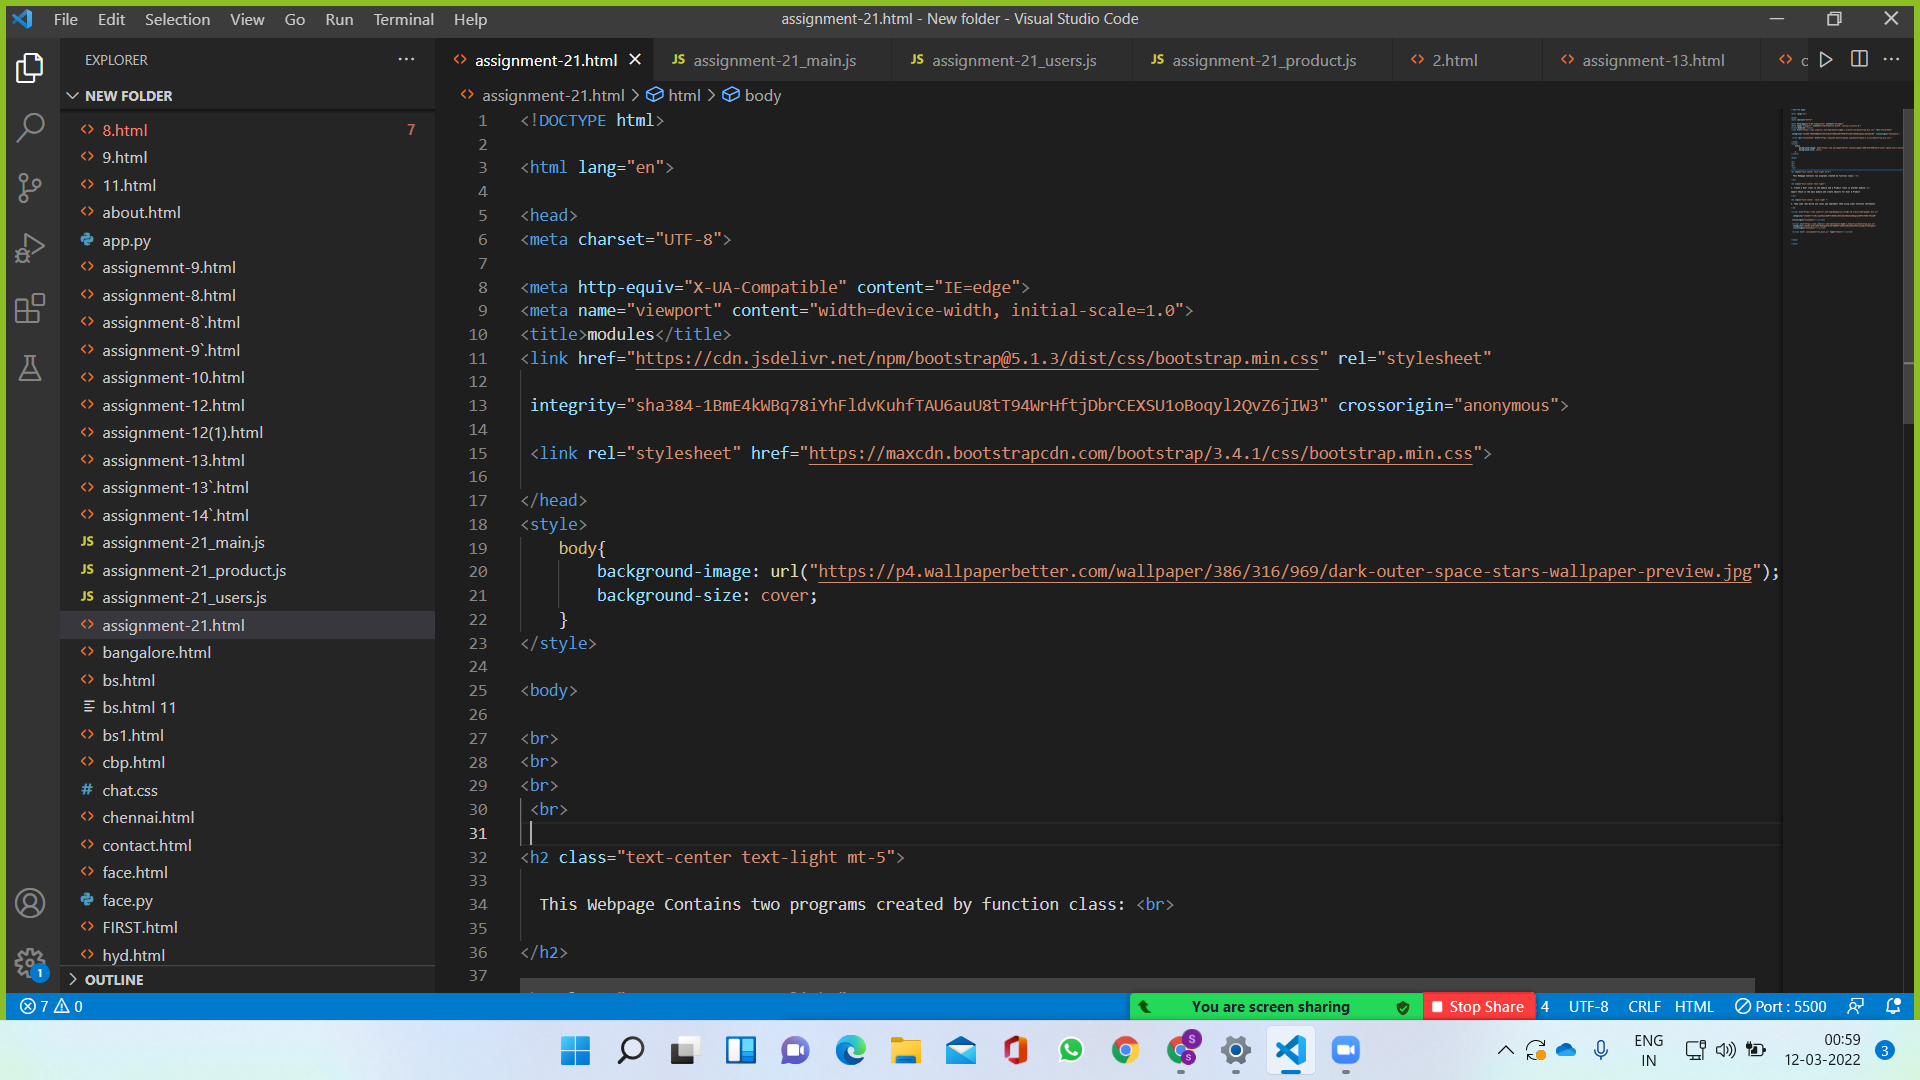 File Edit Selection View Go Run Terminal Help
assignment-21.html - New folder - Visual Studio Code
EXPLORER
NEW FOLDER
8.html 7
9.html
11.html
about.html
app.py
assignemnt-9.html
assignment-8.html
assignment-8`.html
assignment-9`.html
assignment-10.html
assignment-12.html
assignment-12(1).html
assignment-13.html
assignment-13`.html
assignment-14`.html
JS assignment-21_main.js
JS assignment-21_product.js
JS assignment-21_users.js
assignment-21.html
bangalore.html
bs.html
bs.html 11
bs1.html
cbp.html
# chat.css
chennai.html
contact.html
face.html
face.py
FIRST.html
hyd.html
OUTLINE
1
assignment-21.html JS assignment-21_main.js JS assignment-21_users.js JS assignment-21_product.js 2.html assignment-13.html
assignment-21.html > html > body
1 <!DOCTYPE html>
2
3 <html lang="en">
4
5 <head>
6 <meta charset="UTF-8">
7
8 <meta http-equiv="X-UA-Compatible" content="IE=edge">
9 <meta name="viewport" content="width=device-width, initial-scale=1.0">
10 <title>modules</title>
11 <link href="https://cdn.jsdelivr.net/npm/bootstrap@5.1.3/dist/css/bootstrap.min.css" rel="stylesheet"
12
13 integrity="sha384-1BmE4kWBq78iYhFldvKuhfTAU6auU8tT94WrHftjDbrCEXSU1oBoqyl2QvZ6jIW3" crossorigin="anonymous">
14
15 <link rel="stylesheet" href="https://maxcdn.bootstrapcdn.com/bootstrap/3.4.1/css/bootstrap.min.css">
16
17 </head>
18 <style>
19 body{
20 background-image: url("https://p4.wallpaperbetter.com/wallpaper/386/316/969/dark-outer-space-stars-wallpaper-preview.jpg");
21 background-size: cover;
22 }
23 </style>
24
25 <body>
26
27 <br>
28 <br>
29 <br>
30 <br>
31
32 <h2 class="text-center text-light mt-5">
33
34 This Webpage Contains two programs created by function class: <br>
35
36 </h2>
37
7 0
You are screen sharing
Stop Share
4 UTF-8 CRLF HTML Port : 5500
S
S
ENG
IN
00:59
12-03-2022
3